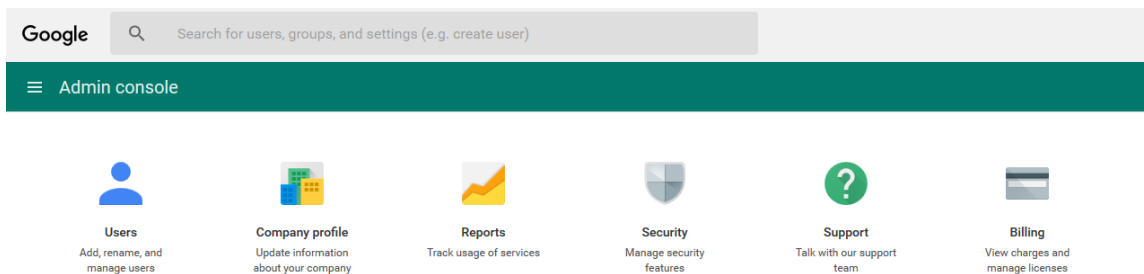 Google
Search for users, groups, and settings (e.g. create user)
Admin console
Users
Add, rename, and
manage users
Company profile
Update information
about your company
Reports
Track usage of services
Security
Manage security
features
Support
Talk with our support
team
Billing
View charges and
manage licenses